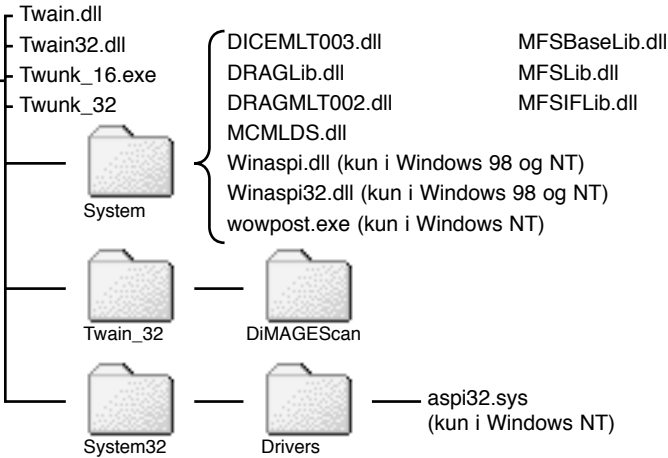 Twain.dll
Twain32.dll
Twunk_16.exe
Twunk_32
DICEMLT003.dll
DRAGLib.dll
DRAGMLT002.dll
MCMLDS.dll
Winaspi.dll (kun i Windows 98 og NT)
Winaspi32.dll (kun i Windows 98 og NT)
wowpost.exe (kun i Windows NT)
MFSBaseLib.dll
MFSLib.dll
MFSIFLib.dll
System
Twain_32
DiMAGEScan
System32
Drivers
aspi32.sys
(kun i Windows NT)